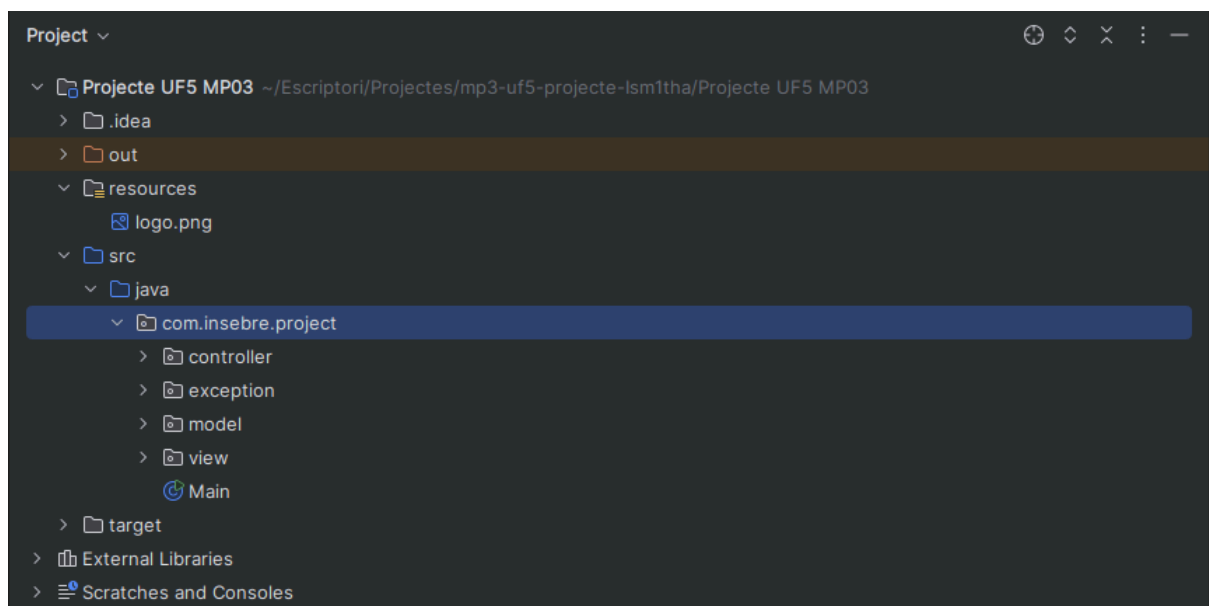 Project
Projecte UF5 MP03 ~/Escriptori/Projectes/mp3-uf5-projecte-Ism1tha/Projecte UF5 MP03
.idea
out
resources
logo.png
src
java
com.insebre.project
controller
exception
model
view
Main
target
External Libraries
Scratches and Consoles